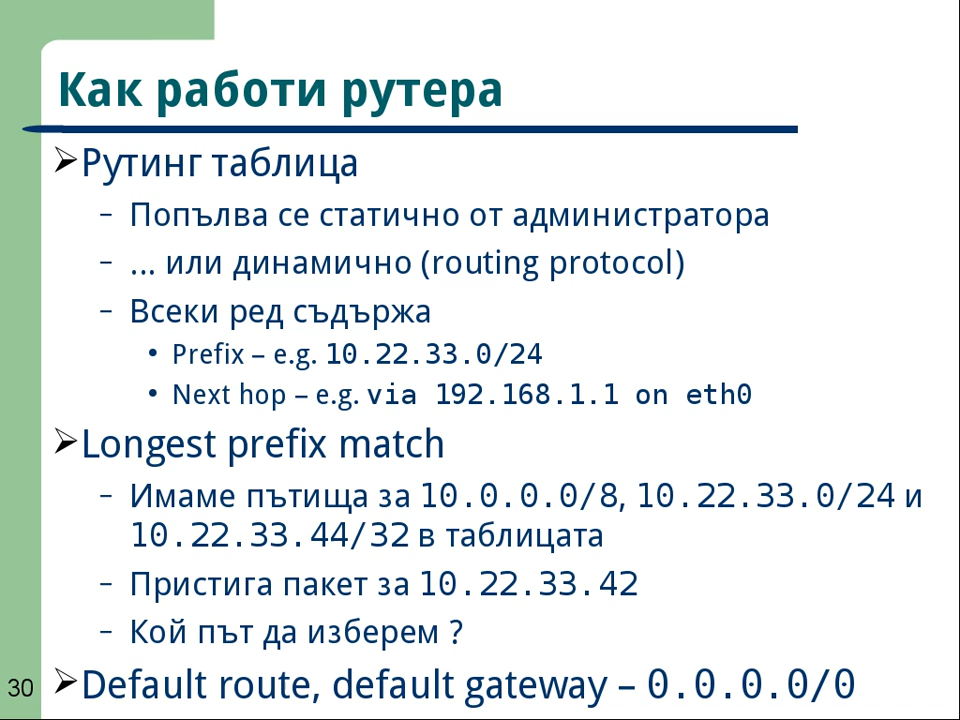 Как работи рутера
➢Рутинг таблица
– Попълва се статично от администратора
– ... или динамично (routing protocol)
– Всеки ред съдържа
• Prefix – e.g. 10.22.33.0/24
• Next hop – e.g. via 192.168.1.1 on eth0
➢Longest prefix match
– Имаме пътища за 10.0.0.0/8, 10.22.33.0/24 и
10.22.33.44/32 в таблицата
– Пристига пакет за 10.22.33.42
– Кой път да изберем ?
➢Default route, default gateway – 0.0.0.0/0
30